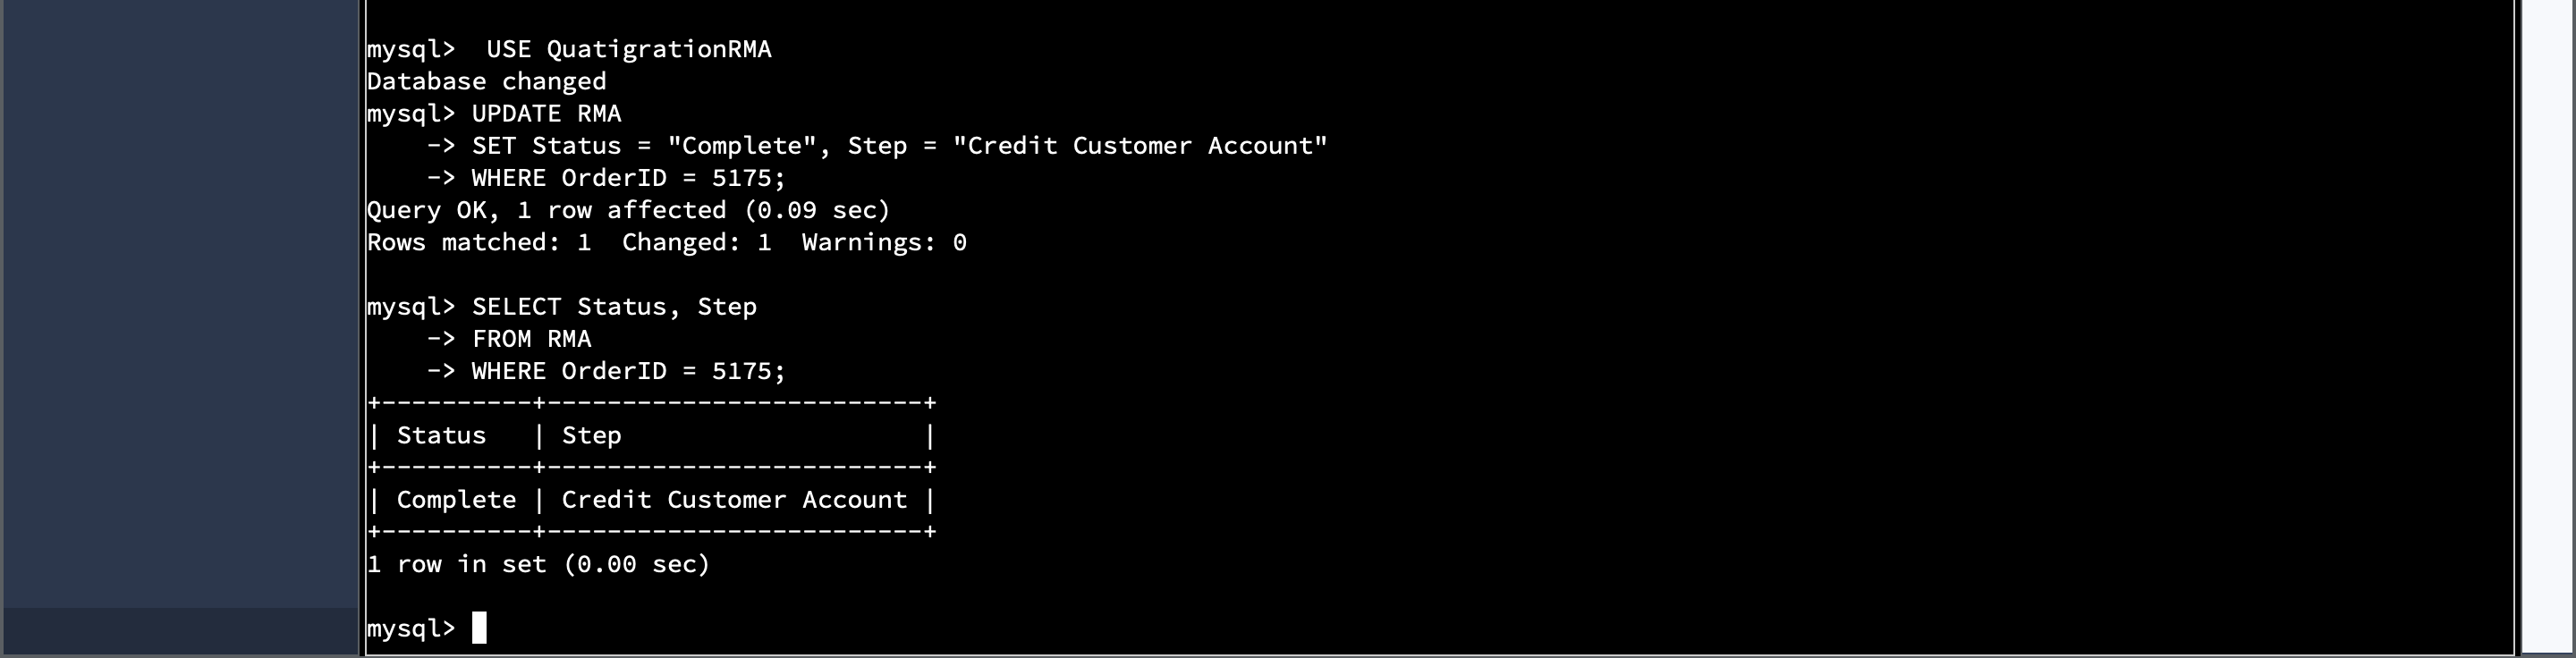 mysql>  USE QuatigrationRMA
Database changed
mysql> UPDATE RMA
    -> SET Status = "Complete", Step = "Credit Customer Account"
    -> WHERE OrderID = 5175;
Query OK, 1 row affected (0.09 sec)
Rows matched: 1  Changed: 1  Warnings: 0

mysql> SELECT Status, Step
    -> FROM RMA
    -> WHERE OrderID = 5175;
+----------+-------------------------+
| Status   | Step                    |
+----------+-------------------------+
| Complete | Credit Customer Account |
+----------+-------------------------+
1 row in set (0.00 sec)

mysql>